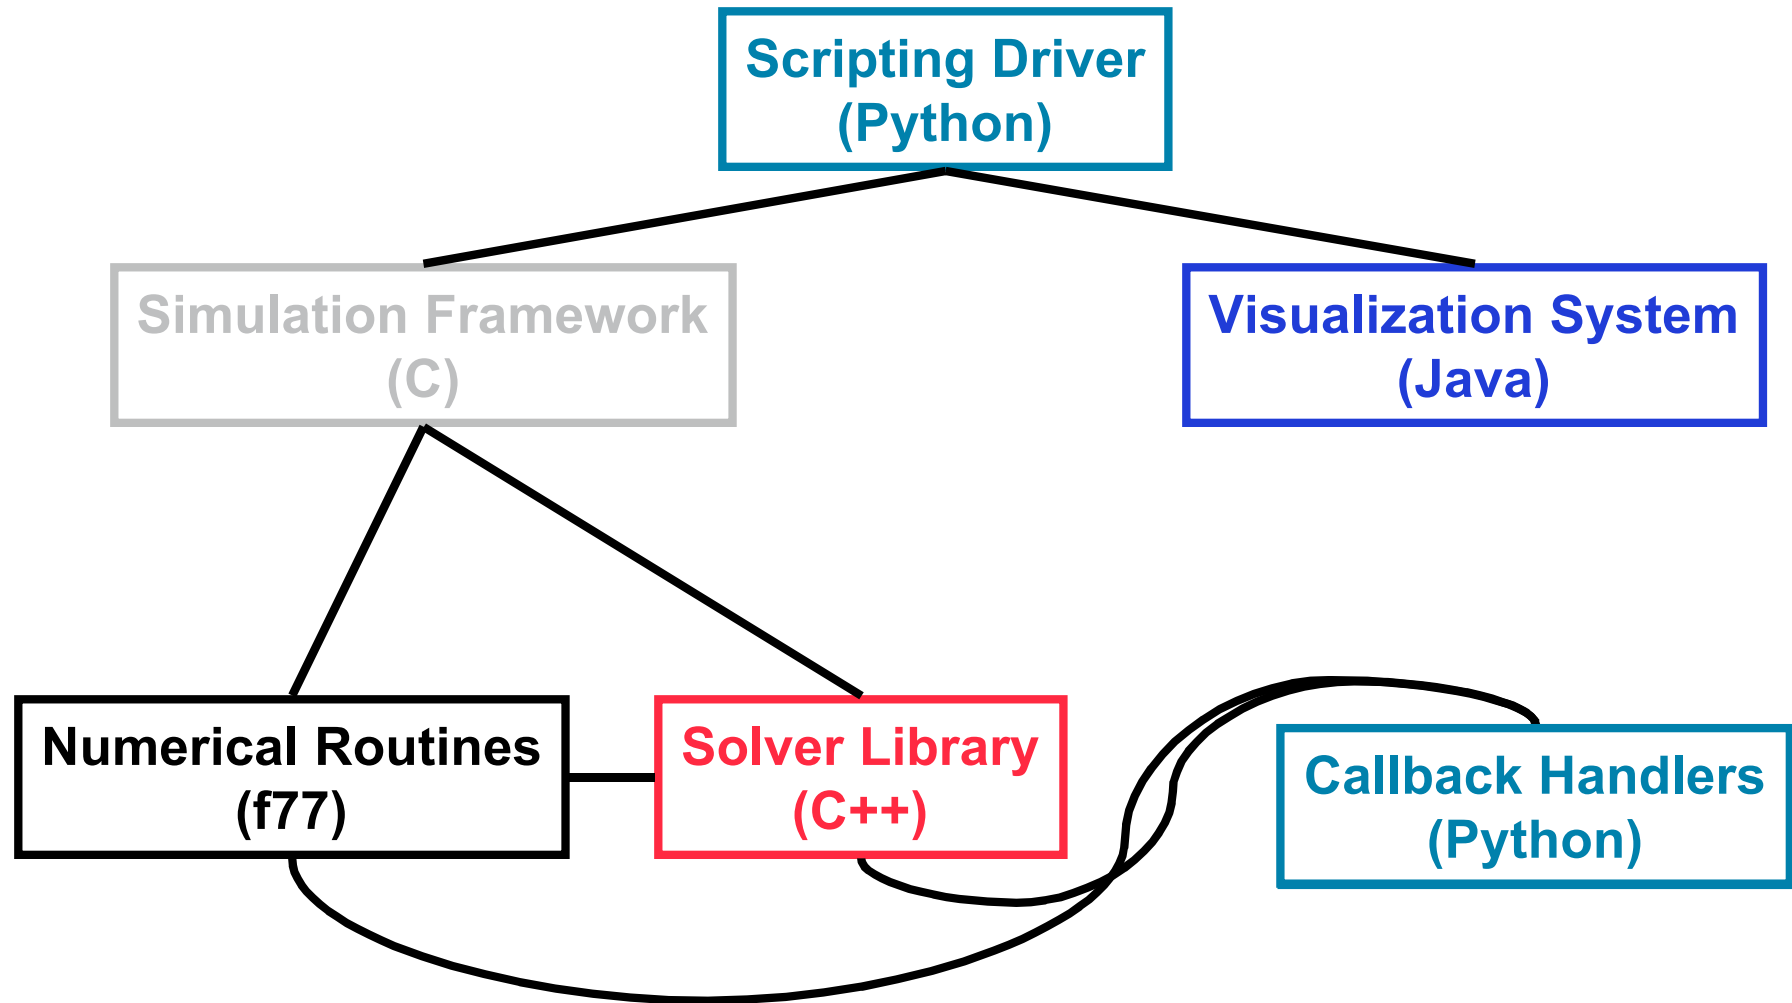 Scripting Driver
(Python)
Simulation Framework
(C)
Visualization System
(Java)
Numerical Routines
(f77)
Solver Library
(C++)
Callback Handlers
(Python)